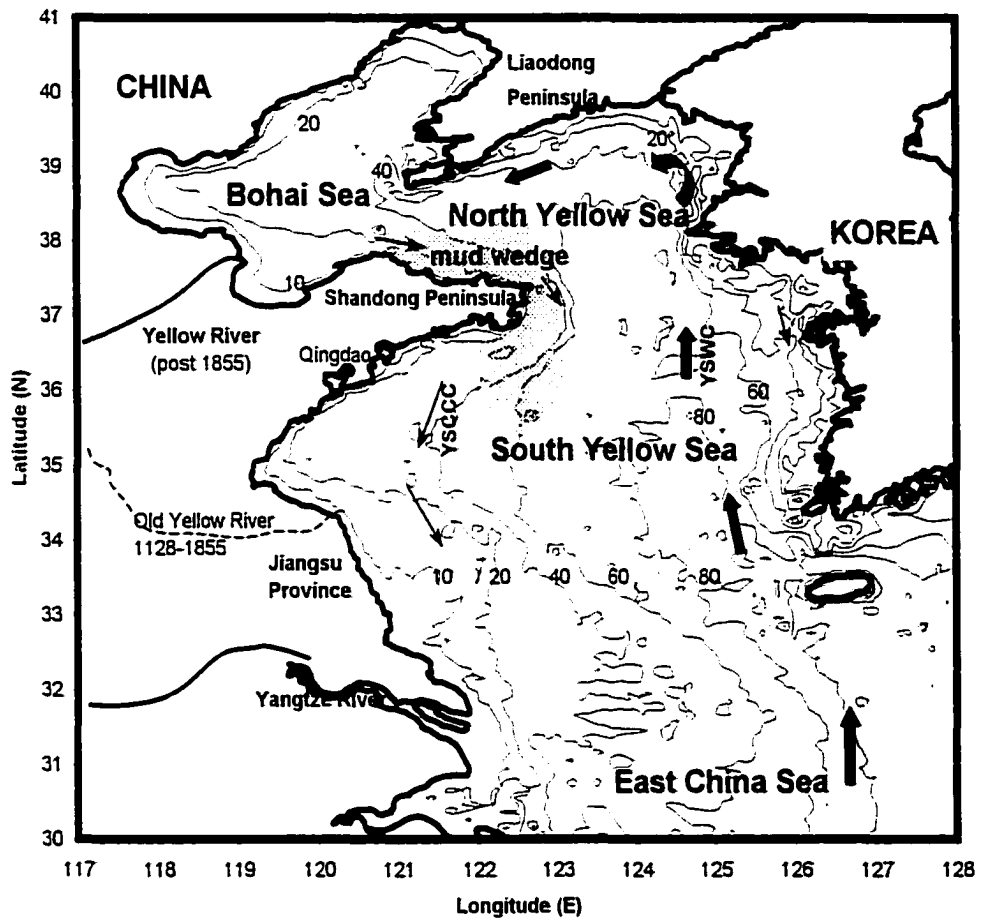 41
40
39
38
37
36
35
34
33
32
31
30
Latitude (N)
CHINA
Liaodong
Peninsula
20
20
40
Bohai Sea
North Yellow Sea
KOREA
mud wedge
10
Shandong Peninsula
Yellow River
(post 1855)
Qingdao
YSWC
60
80
YSCCC
South Yellow Sea
Old Yellow River
1128-1855
Jiangsu
Province
10
20
40
60
80
Yangtze River
East China Sea
117
118
119
120
121
122
123
124
125
126
127
128
Longitude (E)